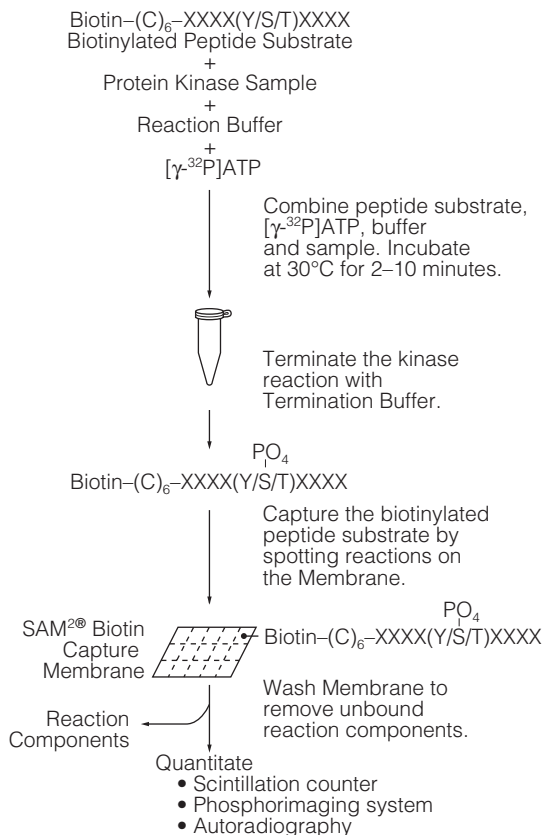 Biotin–(C)₆–XXXX(Y/S/T)XXXX
Biotinylated Peptide Substrate
+
Protein Kinase Sample
+
Reaction Buffer
+
[γ-³²P]ATP
Combine peptide substrate,
[γ-³²P]ATP, buffer
and sample. Incubate
at 30°C for 2–10 minutes.
Terminate the kinase
reaction with
Termination Buffer.
PO₄
Biotin–(C)₆–XXXX(Y/S/T)XXXX
Capture the biotinylated
peptide substrate by
spotting reactions on
the Membrane.
SAM²® Biotin
Capture
Membrane
PO₄
Biotin–(C)₆–XXXX(Y/S/T)XXXX
Wash Membrane to
remove unbound
reaction components.
Reaction
Components
Quantitate
• Scintillation counter
• Phosphorimaging system
• Autoradiography